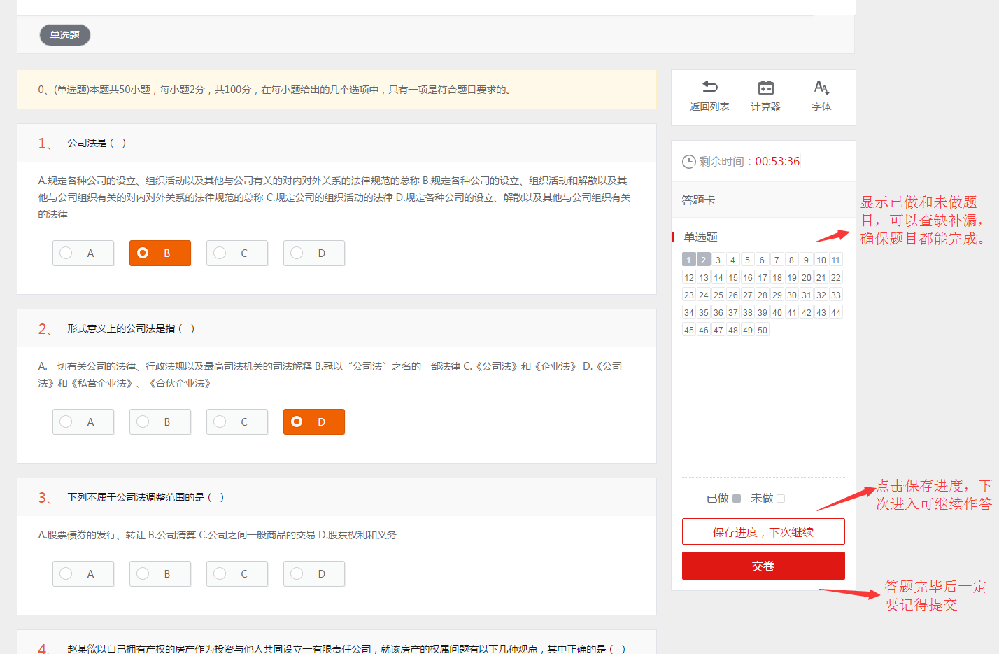 单选题
0、(单选题)本题共50小题，每小题2分，共100分，在每小题给出的几个选项中，只有一项是符合题目要求的。
1、 公司法是（ ）
A.规定各种公司的设立、组织活动以及其他与公司有关的对内对外关系的法律规范的总称 B.规定各种公司的设立、组织活动和解散以及其
他与公司组织有关的对内对外关系的法律规范的总称 C.规定公司的组织活动的法律 D.规定各种公司的设立、解散以及其他与公司组织有关
的法律
A B C D
2、 形式意义上的公司法是指（ ）
A.一切有关公司的法律、行政法规以及最高司法机关的司法解释 B.冠以“公司法”之名的一部法律 C.《公司法》和《企业法》 D.《公司
法》和《私营企业法》、《合伙企业法》
A B C D
3、 下列不属于公司法调整范围的是（ ）
A.股票债券的发行、转让 B.公司清算 C.公司之间一般商品的交易 D.股东权利和义务
A B C D
4、 赵某欲以自己拥有产权的房产作为投资与他人共同设立一有限责任公司，就该房产的权属问题有以下几种观点，其中正确的是（ ）
返回列表 计算器 字体
剩余时间：00:53:36
答题卡
单选题
1 2 3 4 5 6 7 8 9 10 11
12 13 14 15 16 17 18 19 20 21 22
23 24 25 26 27 28 29 30 31 32 33
34 35 36 37 38 39 40 41 42 43 44
45 46 47 48 49 50
已做 未做
保存进度，下次继续
交卷
显示已做和未做题
目，可以查缺补漏，
确保题目都能完成。
点击保存进度，下
次进入可继续作答
答题完毕后一定
要记得提交